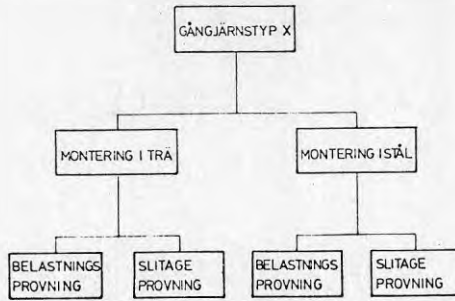 GÅNGJÄRNSTYP X
MONTERING I TRÄ
MONTERING I STÅL
BELASTNINGS
PROVNING
SLITAGE
PROVNING
BELASTNINGS
PROVNING
SLITAGE
PROVNING